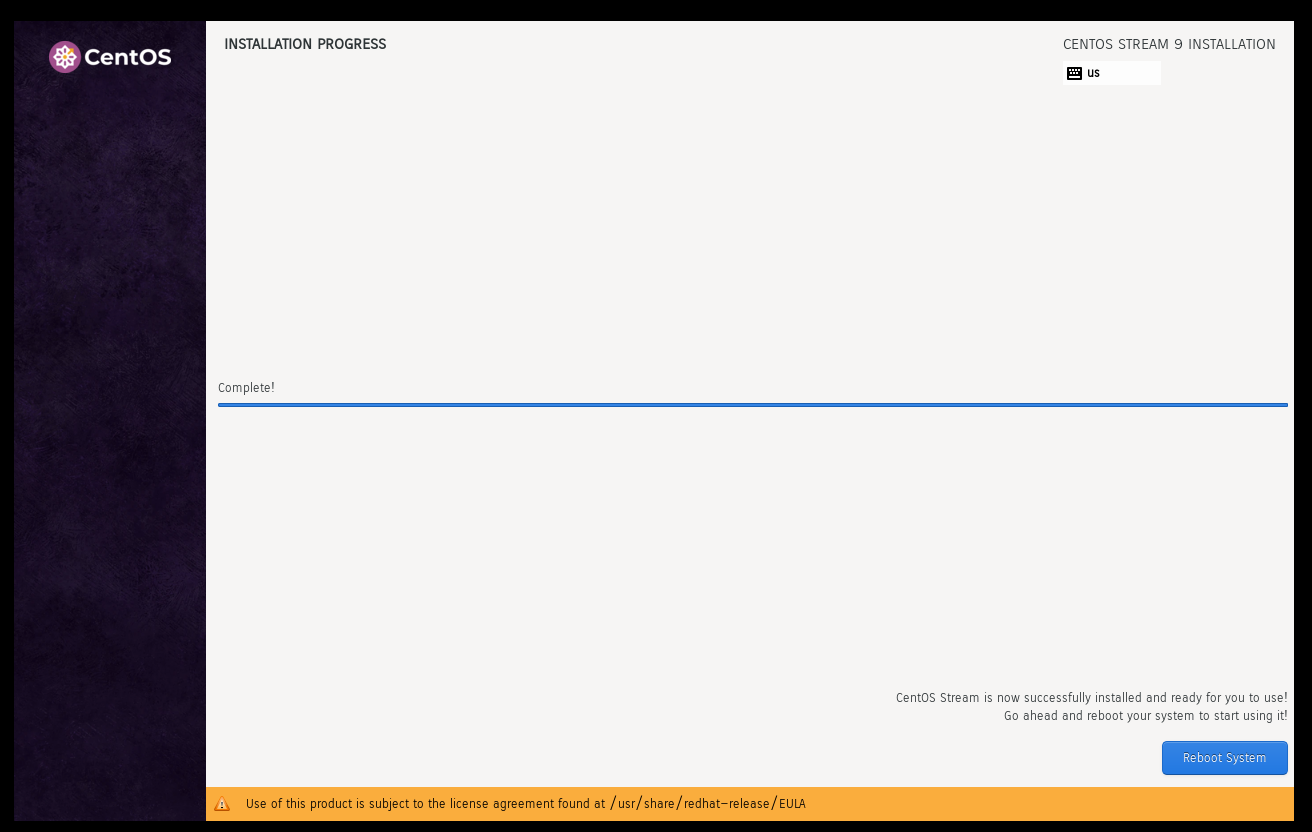 CentOS
INSTALLATION PROGRESS
CENTOS STREAM 9 INSTALLATION
us
Complete!
CentOS Stream is now successfully installed and ready for you to use!
Go ahead and reboot your system to start using it!
Reboot System
Use of this product is subject to the license agreement found at /usr/share/redhat-release/EULA